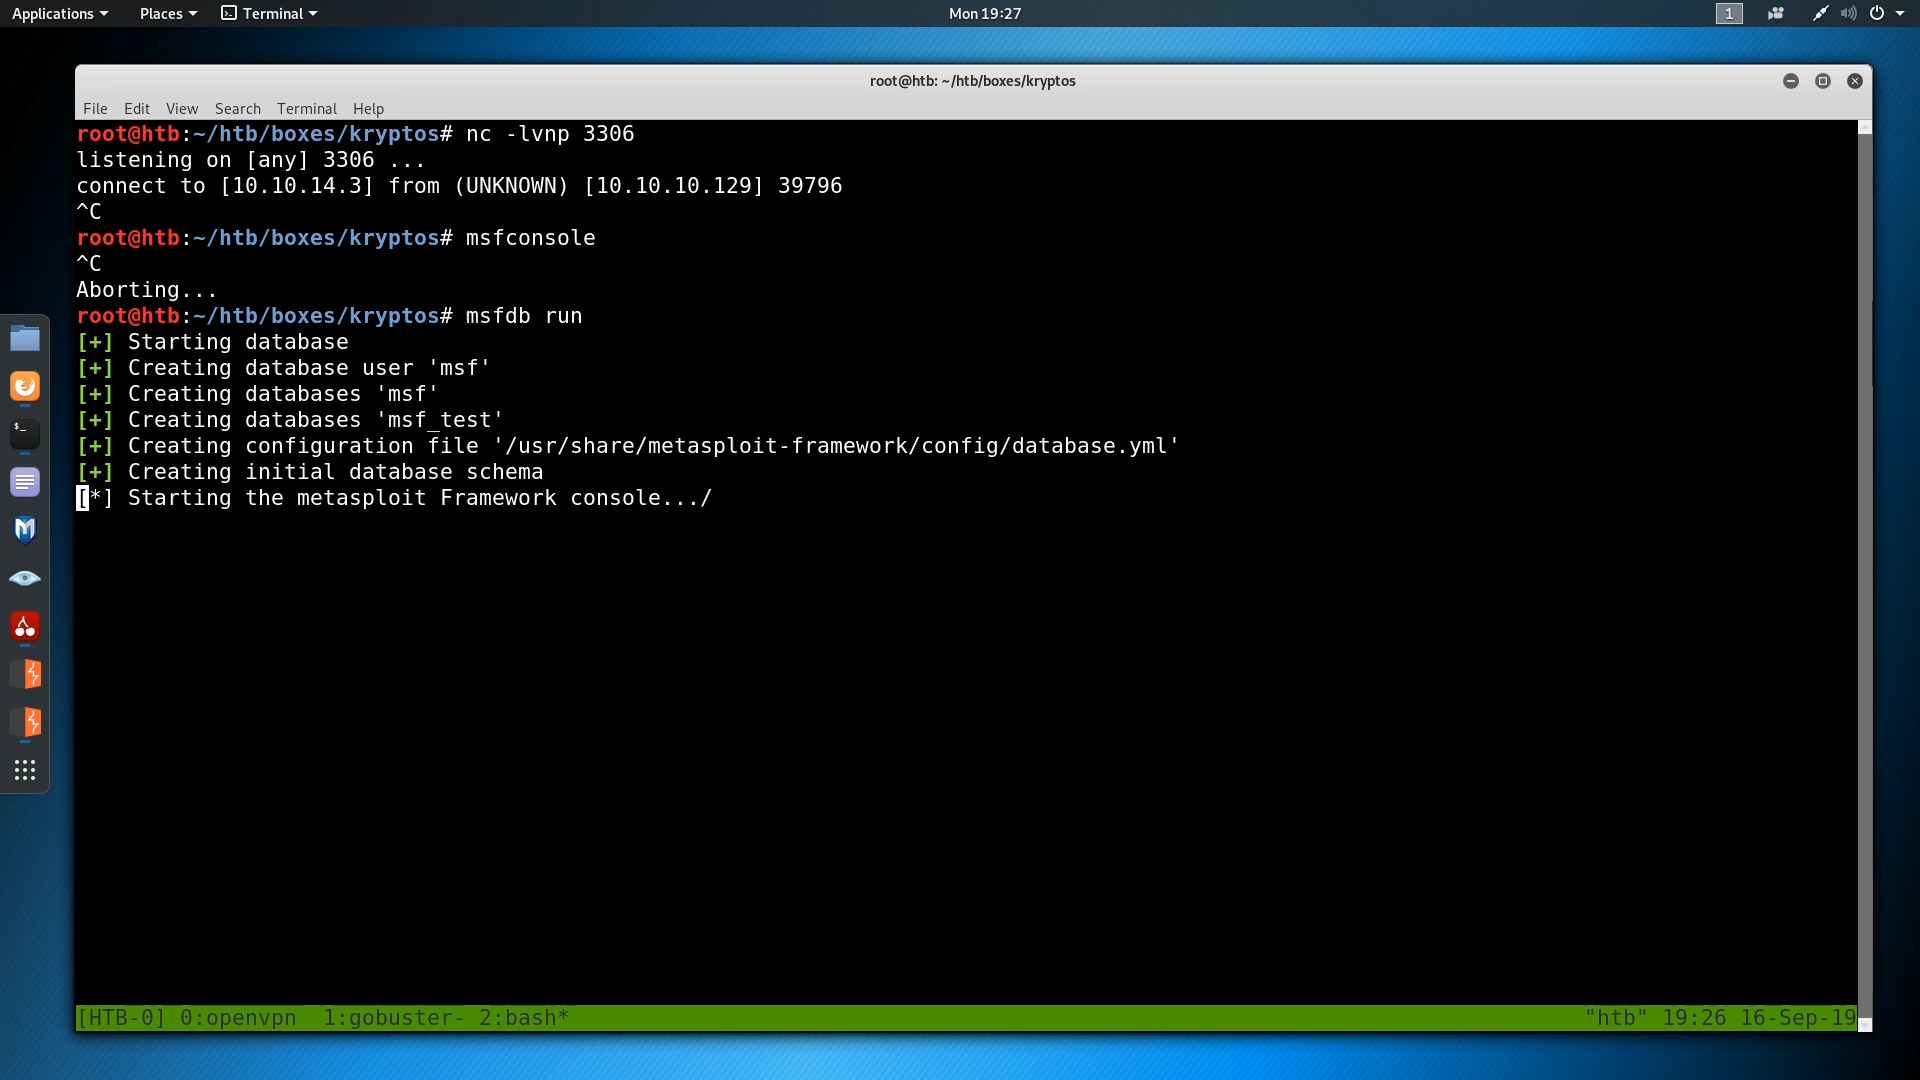 Applications Places Terminal Mon 19:27 1
root@htb: ~/htb/boxes/kryptos
File Edit View Search Terminal Help
root@htb:~/htb/boxes/kryptos# nc -lvnp 3306
listening on [any] 3306 ...
connect to [10.10.14.3] from (UNKNOWN) [10.10.10.129] 39796
^C
root@htb:~/htb/boxes/kryptos# msfconsole
^C
Aborting...
root@htb:~/htb/boxes/kryptos# msfdb run
[+] Starting database
[+] Creating database user 'msf'
[+] Creating databases 'msf'
[+] Creating databases 'msf_test'
[+] Creating configuration file '/usr/share/metasploit-framework/config/database.yml'
[+] Creating initial database schema
[*] Starting the metasploit Framework console.../
[HTB-0] 0:openvpn  1:gobuster- 2:bash* "htb" 19:26 16-Sep-19